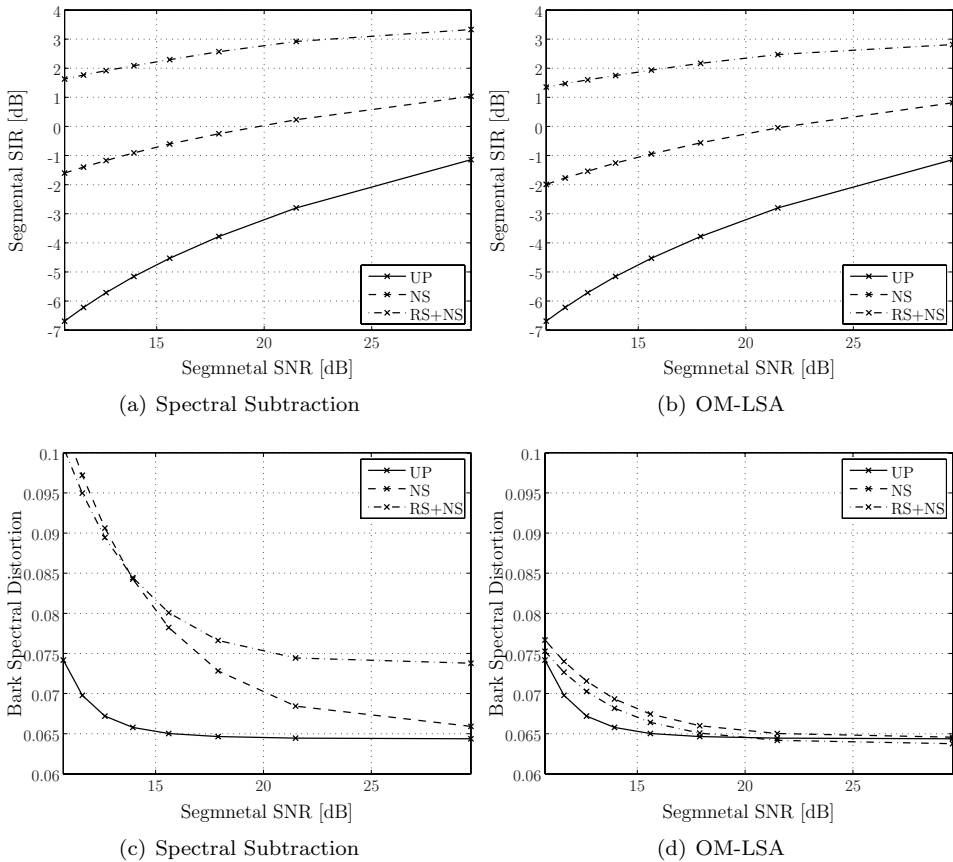 4
3
2
1
0
-1
-2
-3
-4
-5
-6
-7
Segmental SIR [dB]
UP
NS
RS+NS
15
20
25
Segmnetal SNR [dB]
(a) Spectral Subtraction
4
3
2
1
0
-1
-2
-3
-4
-5
-6
-7
Segmental SIR [dB]
UP
NS
RS+NS
15
20
25
Segmnetal SNR [dB]
(b) OM-LSA
0.1
0.095
0.09
0.085
0.08
0.075
0.07
0.065
0.06
Bark Spectral Distortion
UP
NS
RS+NS
15
20
25
Segmnetal SNR [dB]
(c) Spectral Subtraction
0.1
0.095
0.09
0.085
0.08
0.075
0.07
0.065
0.06
Bark Spectral Distortion
UP
NS
RS+NS
15
20
25
Segmnetal SNR [dB]
(d) OM-LSA